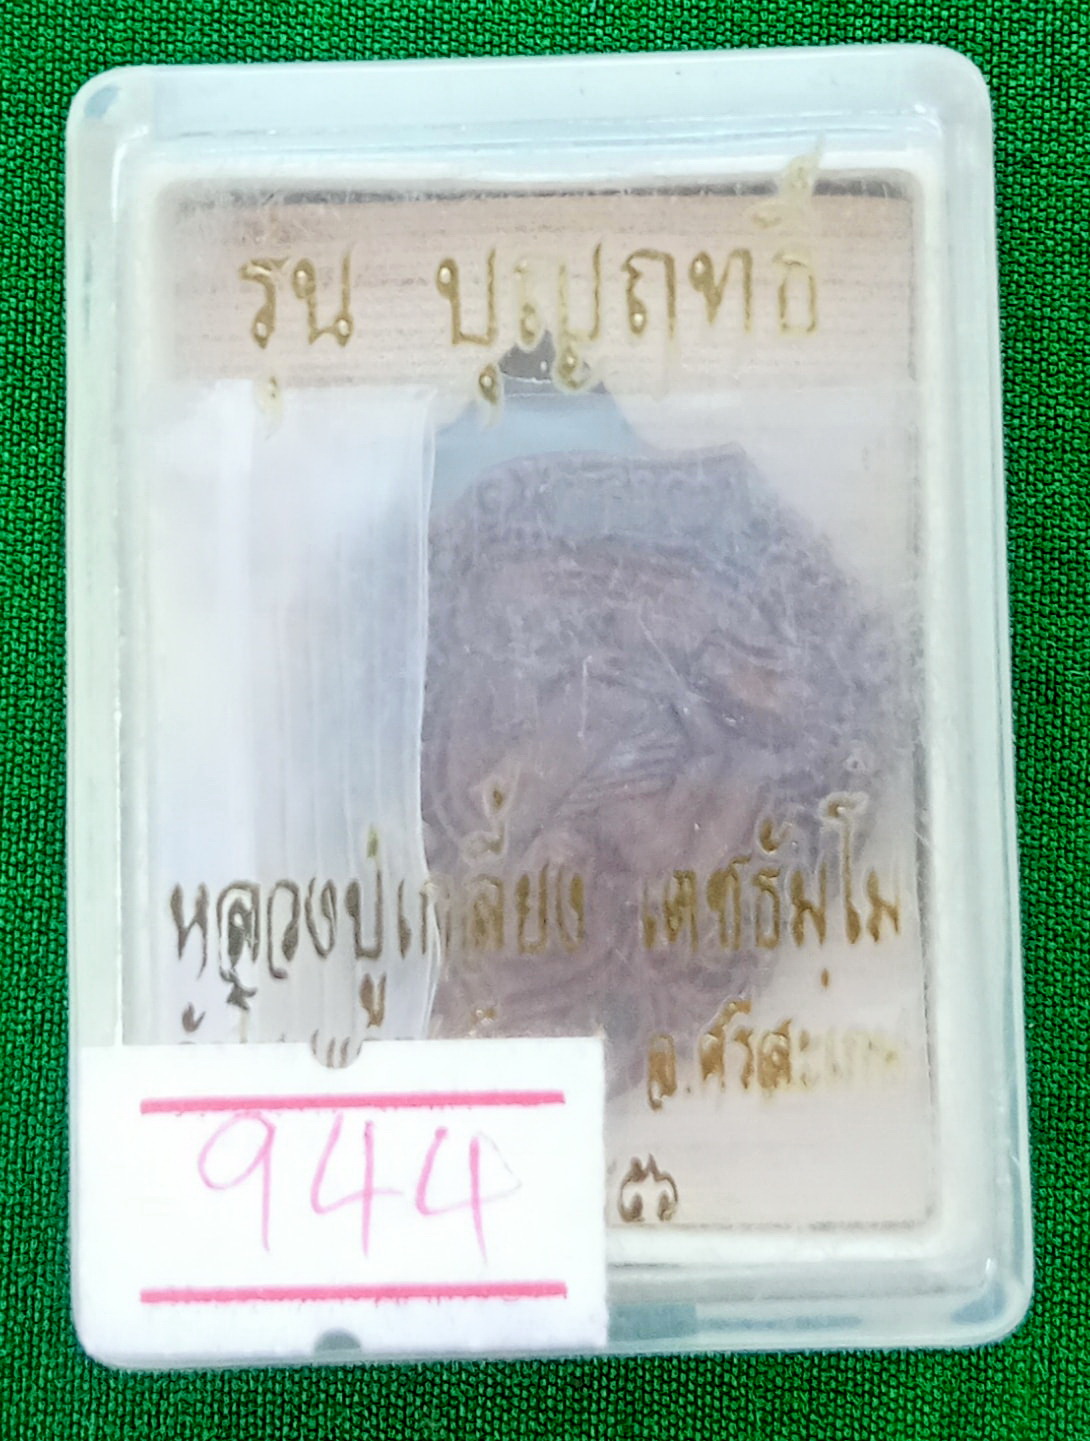 รุ่น บุญฤทธิ์
หลวงปู่เกลี้ยง เตชธัมฺโม
จ.ศรีสะเกษ
944